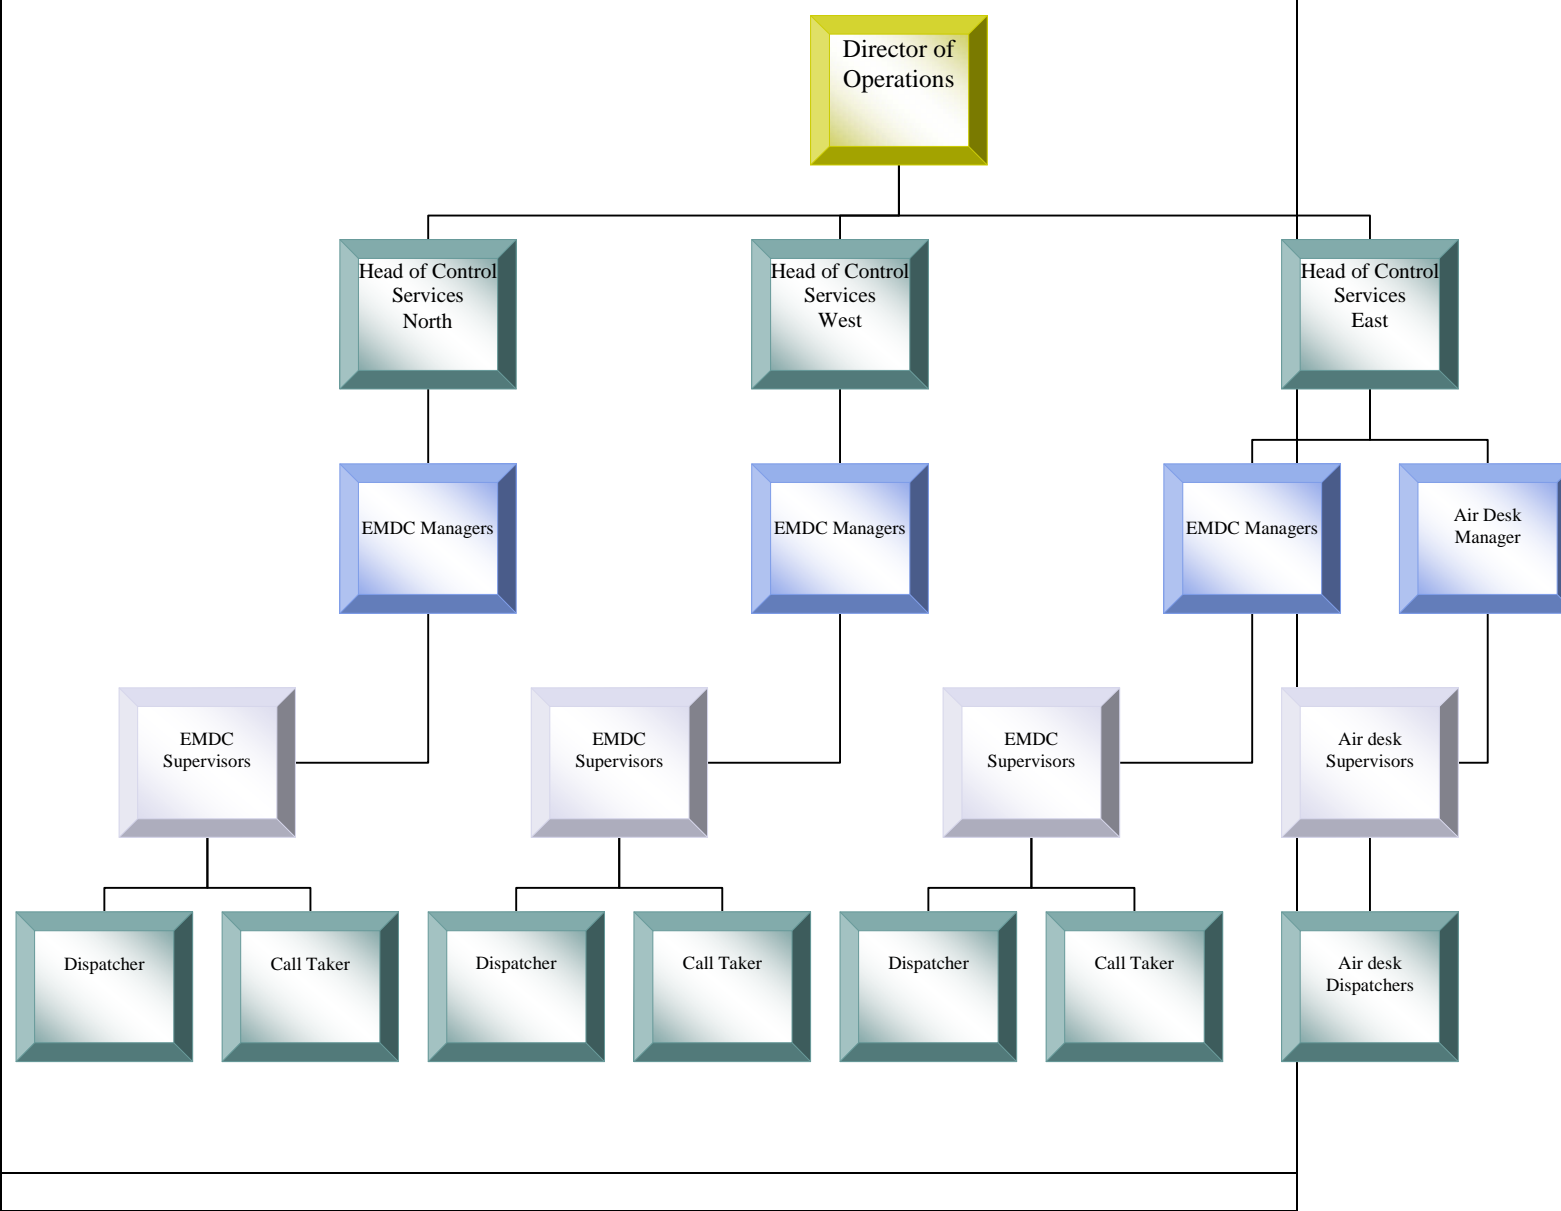 Director of
Operations
Head of Control
Services
North
Head of Control
Services
West
Head of Control
Services
East
EMDC Managers
EMDC Managers
EMDC Managers
Air Desk
Manager
EMDC
Supervisors
EMDC
Supervisors
EMDC
Supervisors
Air desk
Supervisors
Dispatcher
Call Taker
Dispatcher
Call Taker
Dispatcher
Call Taker
Air desk
Dispatchers